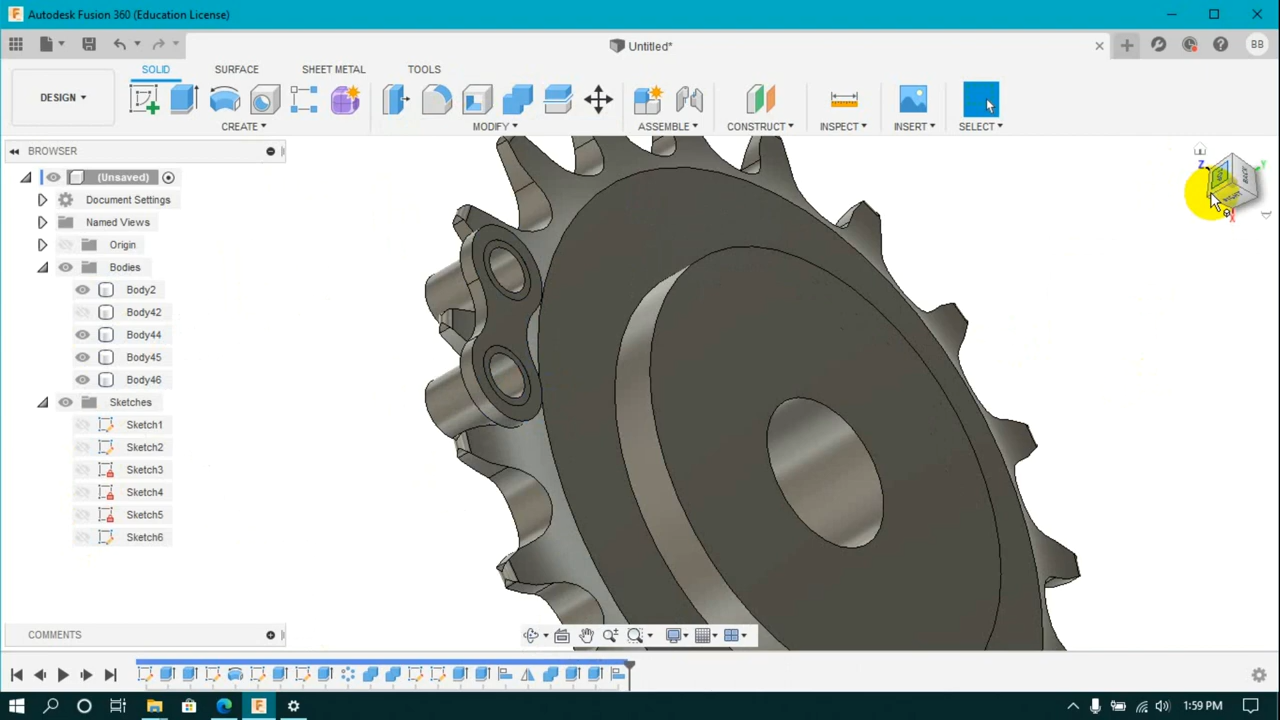 Autodesk Fusion 360 (Education License)
Untitled*
BB
SOLID
SURFACE
SHEET METAL
TOOLS
DESIGN
CREATE
MODIFY
ASSEMBLE
CONSTRUCT
INSPECT
INSERT
SELECT
BROWSER
(Unsaved)
Document Settings
Named Views
Origin
Bodies
Body2
Body42
Body44
Body45
Body46
Sketches
Sketch1
Sketch2
Sketch3
Sketch4
Sketch5
Sketch6
Z
Y
X
COMMENTS
1:59 PM